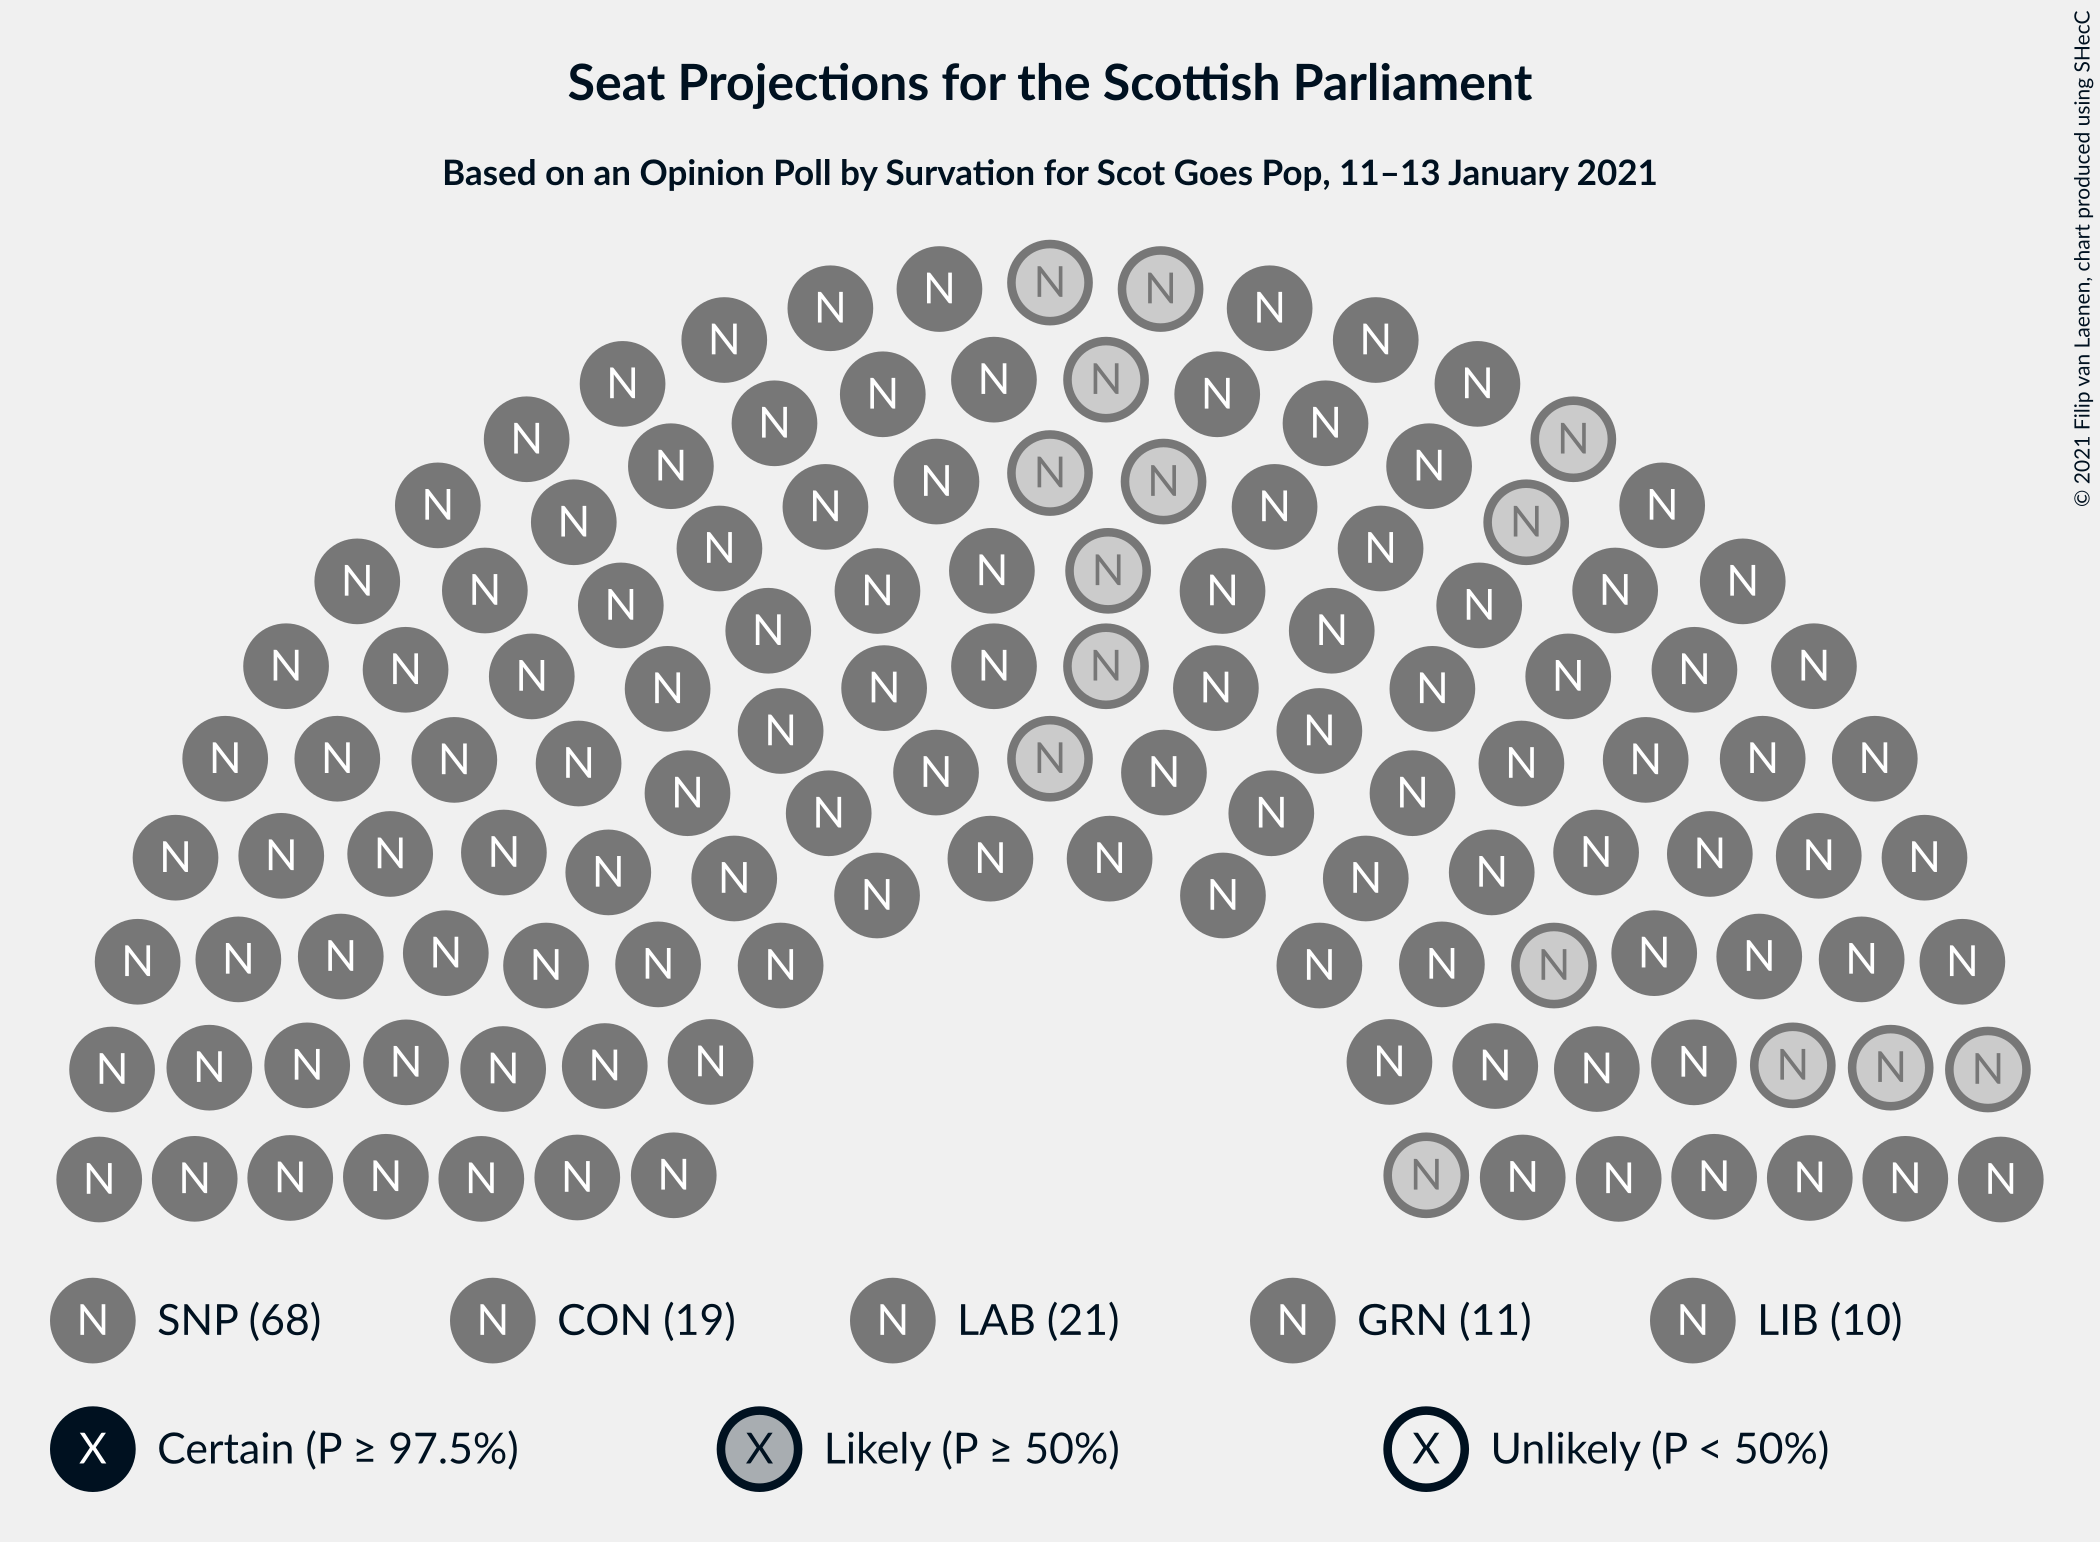 Seat Projections for the Scottish Parliament
Based on an Opinion Poll by Survation for Scot Goes Pop, 11–13 January 2021
© 2021 Filip van Laenen, chart produced using SHecC
N N N N N N N N N N N N N N N N N N N N N N N N N N N N N N N N N N N N N N N N N N N N N N N N N N N N N N N N N N N N N N N N N N N N N N N N N N N N N N N N N N N N N N N N N N N N N N N N N N N N N N N N N N N N N N N N N N N N N N N N N N N N N N N N N
N SNP (68) N CON (19) N LAB (21) N GRN (11) N LIB (10)
X Certain (P ≥ 97.5%) X Likely (P ≥ 50%) X Unlikely (P < 50%)